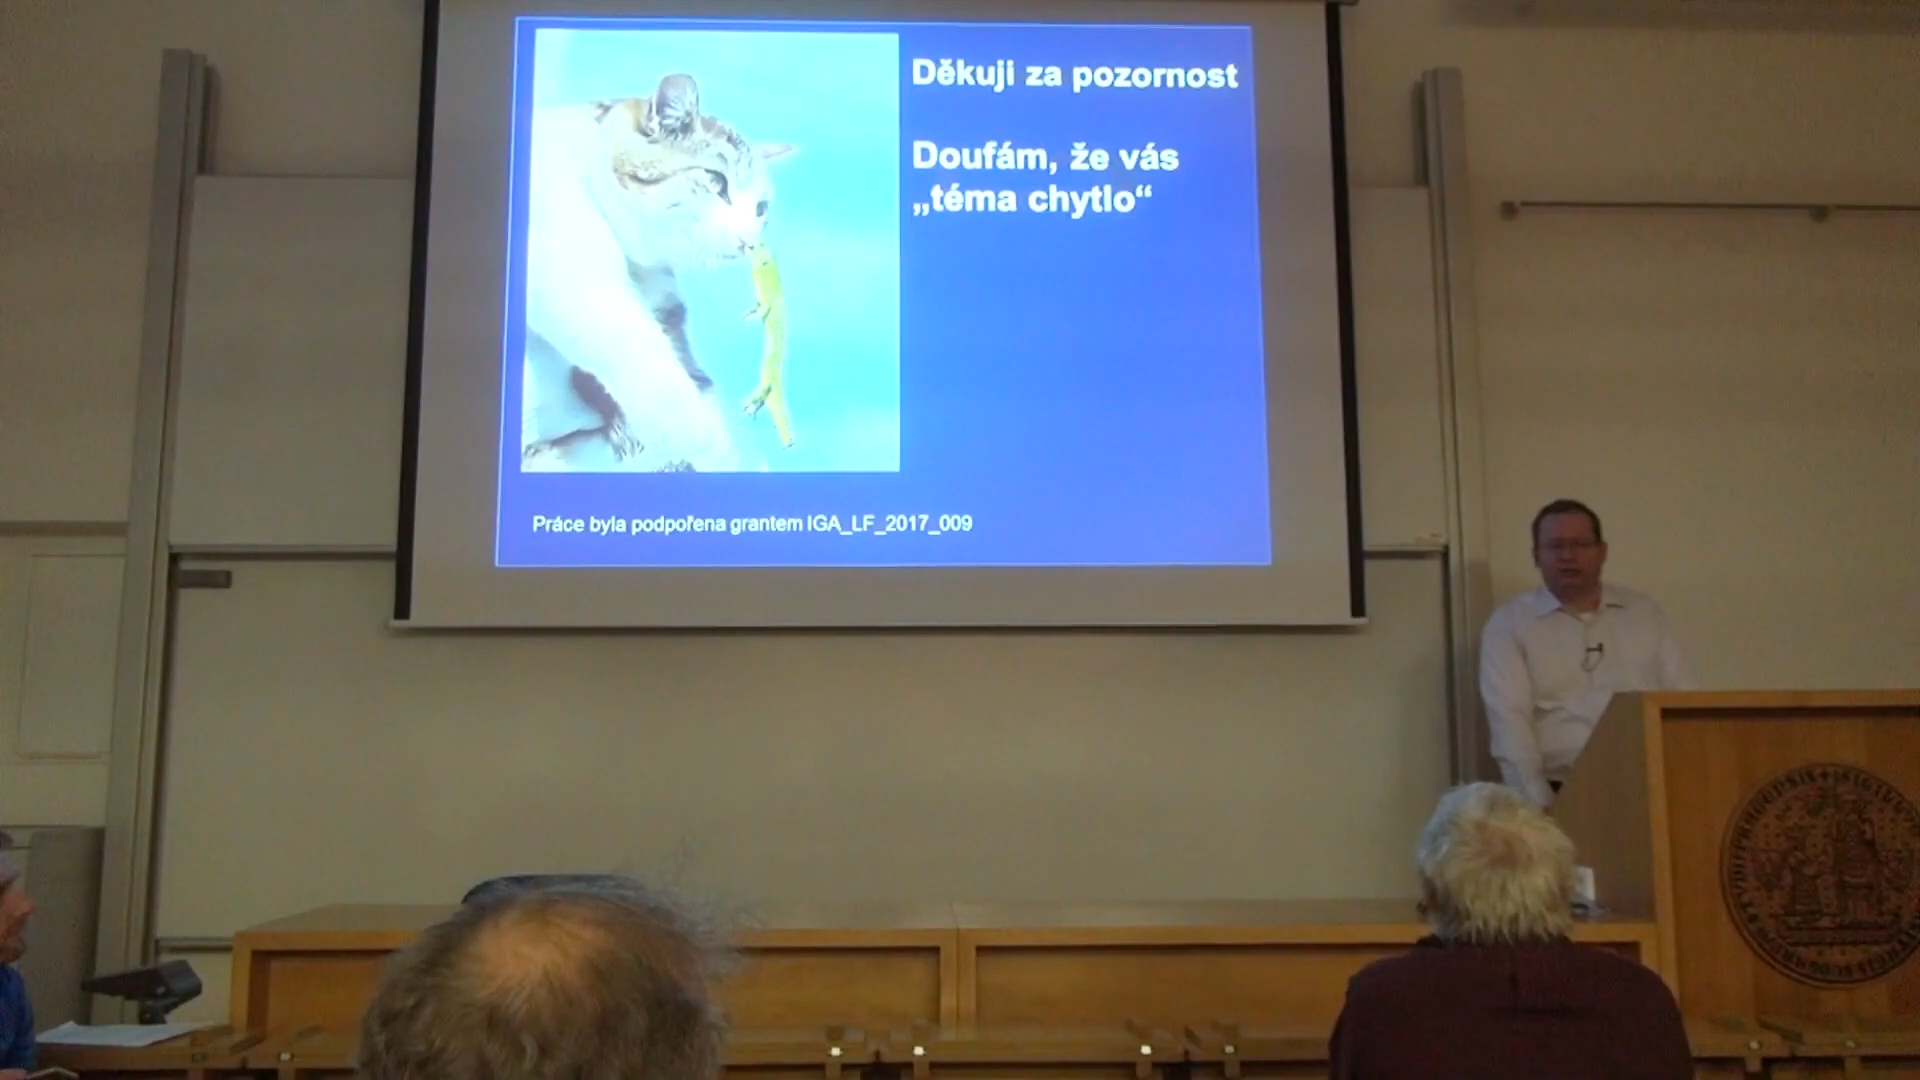 Děkuji za pozornost
Doufám, že vás
„téma chytlo“
Práce byla podpořena grantem IGA_LF_2017_009